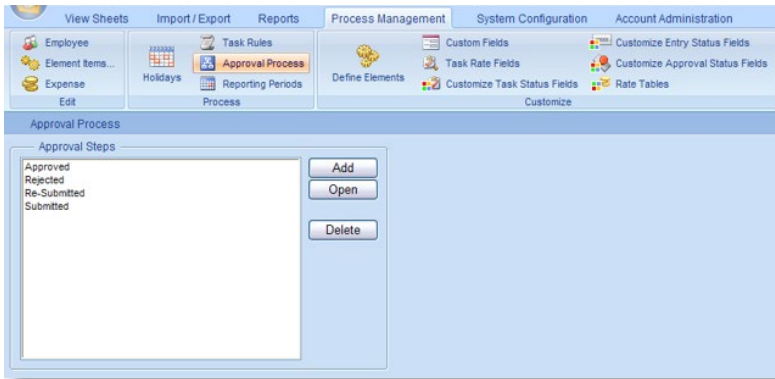 View Sheets Import / Export Reports Process Management System Configuration Account Administration
Employee Task Rules Custom Fields Customize Entry Status Fields
Element Items... Approval Process Task Rate Fields Customize Approval Status Fields
Holidays Define Elements
Expense Reporting Periods Customize Task Status Fields Rate Tables
Edit Process Customize
Approval Process
Approval Steps
Approved Add
Rejected
Re-Submitted Open
Submitted
Delete